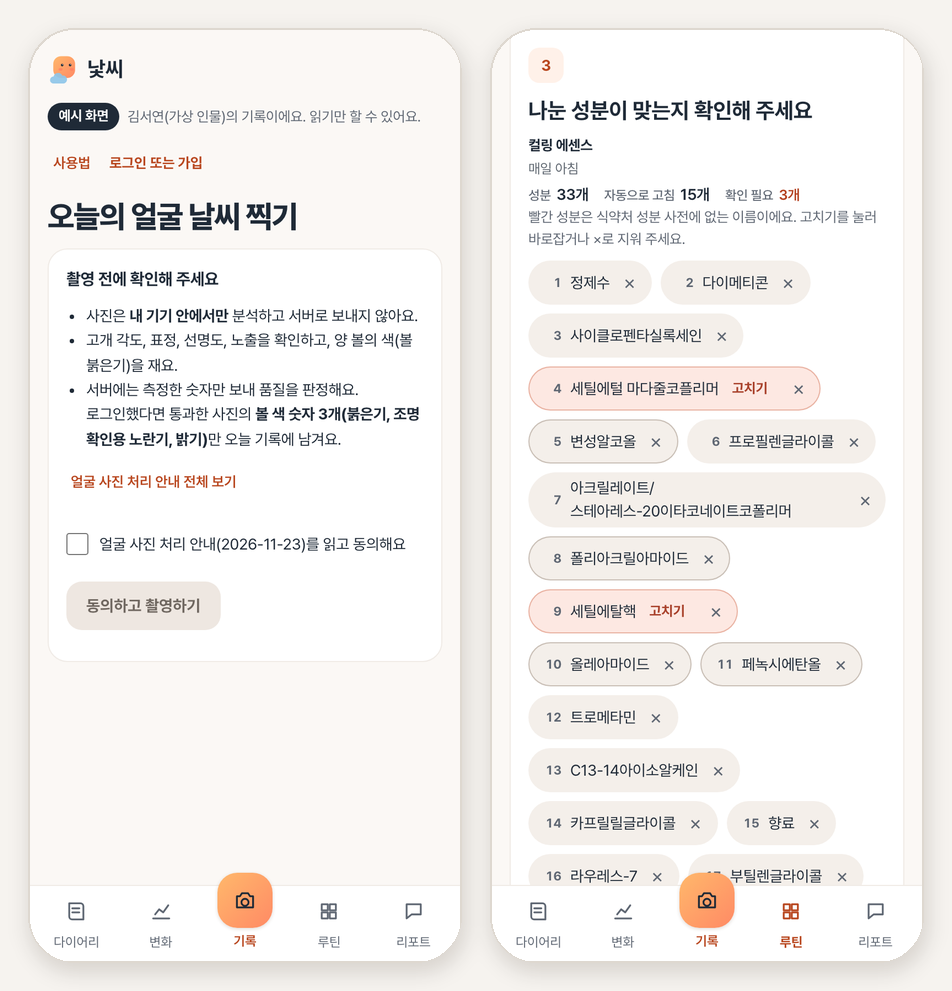 낯씨
예시 화면 김서연(가상 인물)의 기록이에요. 읽기만 할 수 있어요.
사용법 로그인 또는 가입
오늘의 얼굴 날씨 찍기
촬영 전에 확인해 주세요
• 사진은 내 기기 안에서만 분석하고 서버로 보내지 않아요.
• 고개 각도, 표정, 선명도, 노출을 확인하고, 양 볼의 색(볼
붉은기)을 재요.
• 서버에는 측정한 숫자만 보내 품질을 판정해요.
로그인했다면 통과한 사진의 볼 색 숫자 3개(붉은기, 조명
확인용 노란기, 밝기)만 오늘 기록에 남겨요.
얼굴 사진 처리 안내 전체 보기
얼굴 사진 처리 안내(2026-11-23)를 읽고 동의해요
동의하고 촬영하기
다이어리 변화 기록 루틴 리포트
3
나눈 성분이 맞는지 확인해 주세요
컬링 에센스
매일 아침
성분 33개 자동으로 고침 15개 확인 필요 3개
빨간 성분은 식약처 성분 사전에 없는 이름이에요. 고치기를 눌러
바로잡거나 ×로 지워 주세요.
1 정제수 × 2 다이메티콘 ×
3 사이클로펜타실록세인 ×
4 세틸에털 마다줄코플리머 고치기 ×
5 변성알코올 × 6 프로필렌글라이콜 ×
7 아크릴레이트/
스테아레스-20이타코네이트코폴리머 ×
8 폴리아크릴아마이드 ×
9 세틸에탈핵 고치기 ×
10 올레아마이드 × 11 페녹시에탄올 ×
12 트로메타민 ×
13 C13-14아이소알케인 ×
14 카프릴릴글라이콜 × 15 향료 ×
16 라우레스-7 × 17 부틸렌글라이콜 ×
다이어리 변화 기록 루틴 리포트